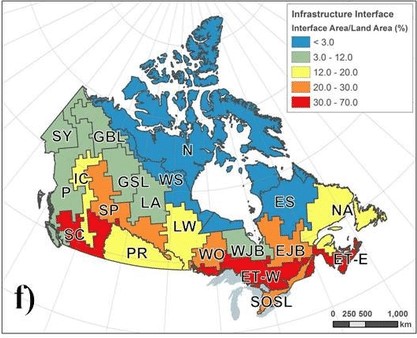 Infrastructure Interface
Interface Area/Land Area (%)
< 3.0
3.0 - 12.0
12.0 - 20.0
20.0 - 30.0
30.0 - 70.0
SY
GBL
N
IC
P
GSL
WS
SP
LA
ES
NA
LW
SC
PR
WO
WJB
EJB
ET-E
ET-W
SOSL
f)
0 250 500 1,000
km